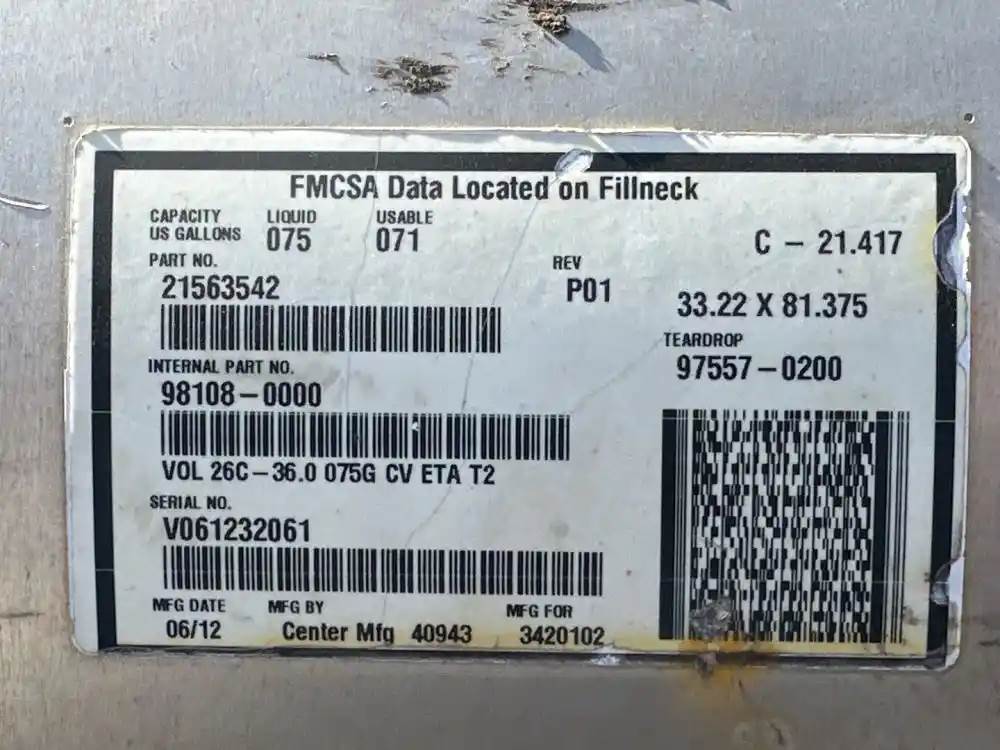 FMCSA Data Located on Fillneck
CAPACITY LIQUID USABLE
US GALLONS 075 071
C - 21.417
PART NO. REV
21563542 P01
33.22 X 81.375
TEARDROP
97557-0200
INTERNAL PART NO.
98108-0000
VOL 26C-36.0 075G CV ETA T2
SERIAL NO.
V061232061
MFG DATE MFG BY MFG FOR
06/12 Center Mfg 40943 3420102